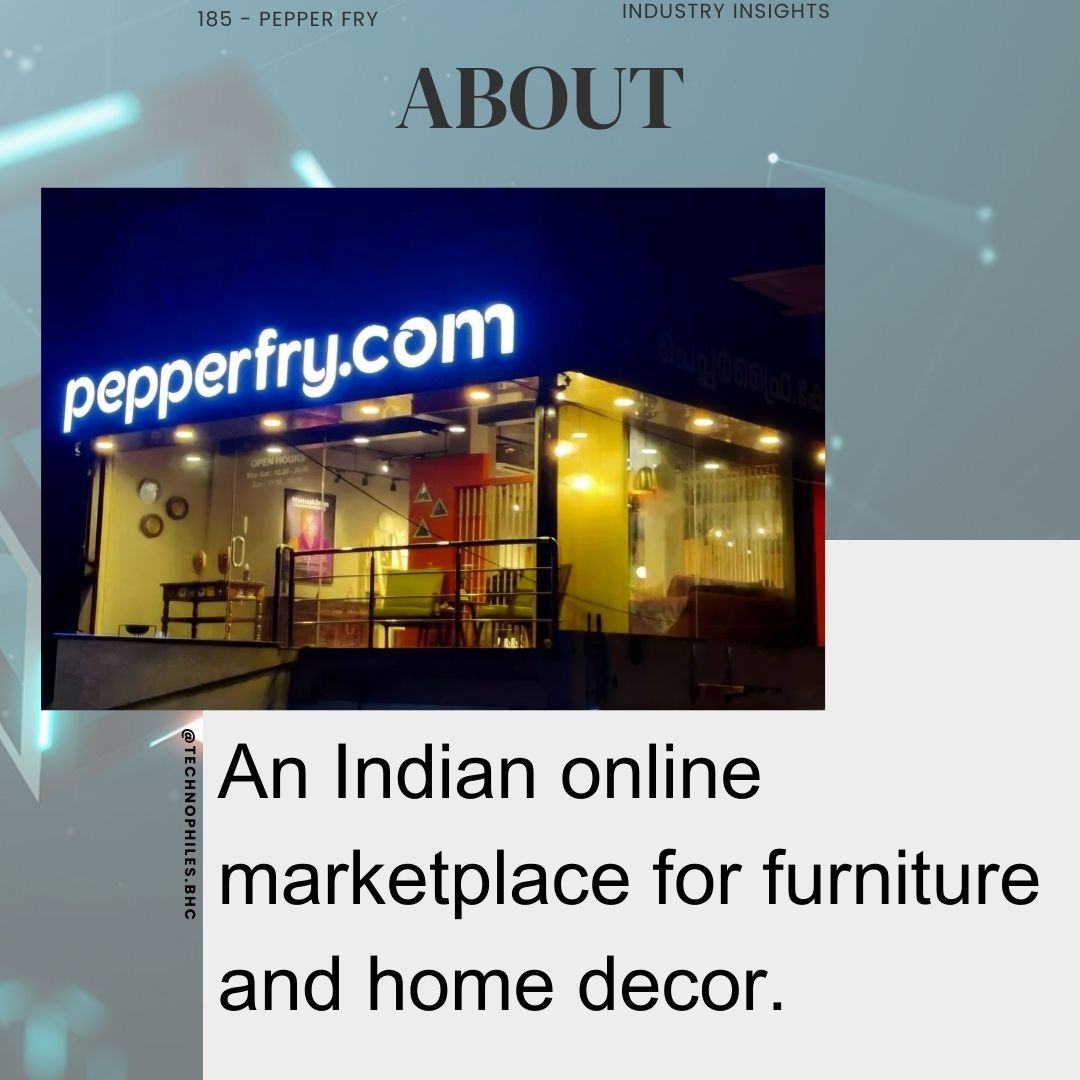 185 - PEPPER FRY
INDUSTRY INSIGHTS
ABOUT
pepperfry.com
OPEN HOURS
@TECHNOPHILES.BHC
An Indian online
marketplace for furniture
and home decor.